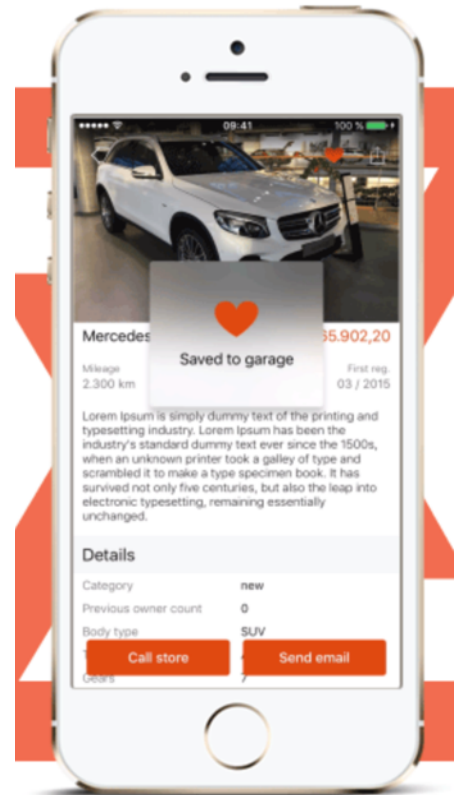 09:41 100 %
Mercedes 65.902,20
Saved to garage
Mileage First reg.
2.300 km 03 / 2015
Lorem Ipsum is simply dummy text of the printing and
typesetting industry. Lorem Ipsum has been the
industry's standard dummy text ever since the 1500s,
when an unknown printer took a galley of type and
scrambled it to make a type specimen book. It has
survived not only five centuries, but also the leap into
electronic typesetting, remaining essentially
unchanged.
Details
Category new
Previous owner count 0
Body type SUV
Call store Send email
Gears 7